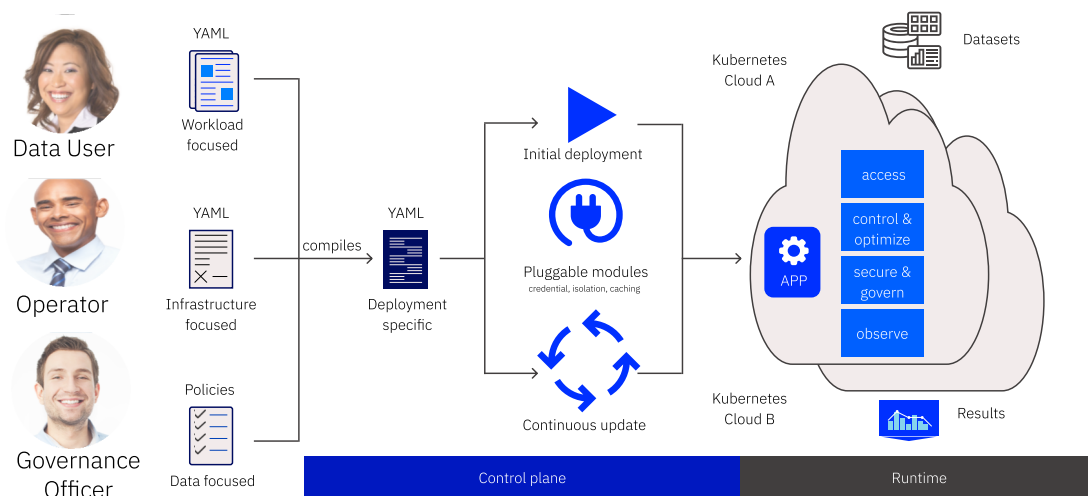 YAML
Workload
focused
Data User
YAML
Infrastructure
focused
Operator
Policies
Data focused
Governance
Officer
compiles
YAML
Deployment
specific
Initial deployment
Pluggable modules
credential, isolation, caching
Continuous update
Kubernetes
Cloud A
Datasets
access
control &
optimize
secure &
govern
observe
APP
Kubernetes
Cloud B
Results
Control plane
Runtime